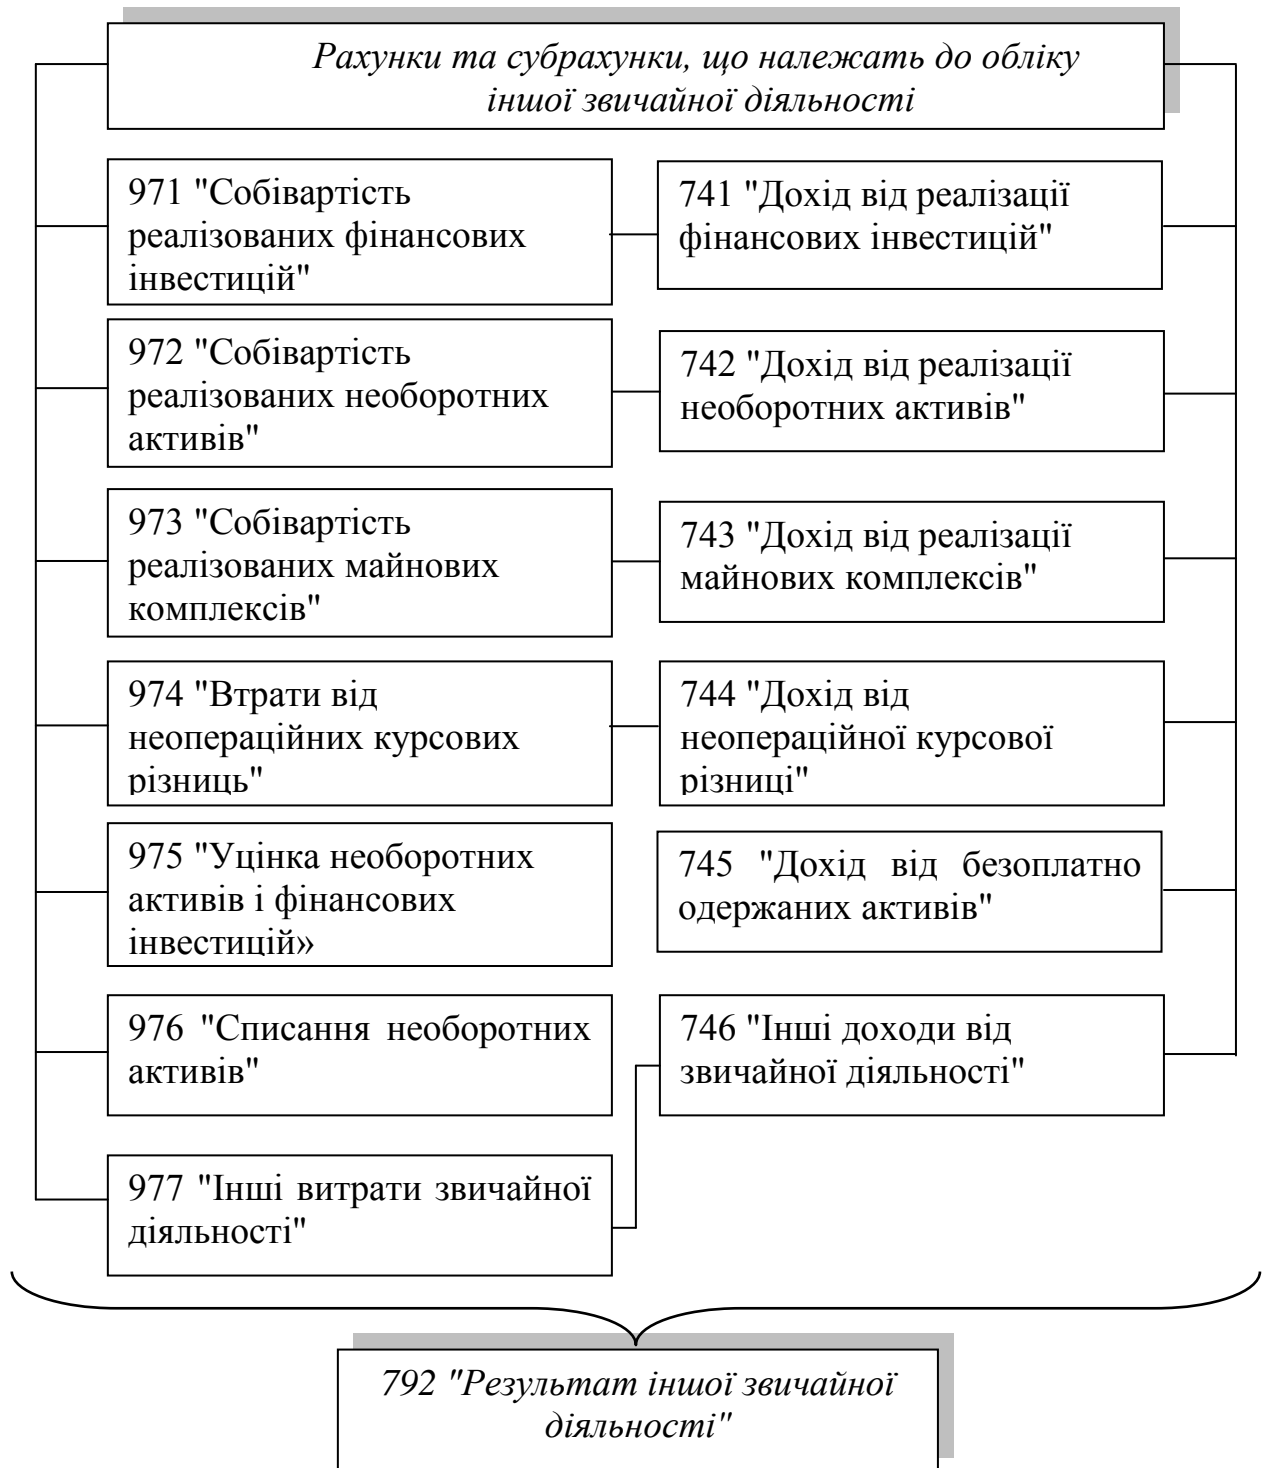 Рахунки та субрахунки, що належать до обліку
іншої звичайної діяльності
971 "Собівартість
реалізованих фінансових
інвестицій"
741 "Дохід від реалізації
фінансових інвестицій"
972 "Собівартість
реалізованих необоротних
активів"
742 "Дохід від реалізації
необоротних активів"
973 "Собівартість
реалізованих майнових
комплексів"
743 "Дохід від реалізації
майнових комплексів"
974 "Втрати від
неопераційних курсових
різниць"
744 "Дохід від
неопераційної курсової
різниці"
975 "Уцінка необоротних
активів і фінансових
інвестицій»
745 "Дохід від безоплатно
одержаних активів"
976 "Списання необоротних
активів"
746 "Інші доходи від
звичайної діяльності"
977 "Інші витрати звичайної
діяльності"
792 "Результат іншої звичайної
діяльності"